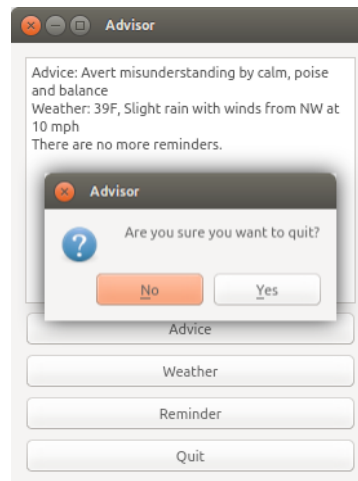 Advisor
Advice: Avert misunderstanding by calm, poise
and balance
Weather: 39F, Slight rain with winds from NW at
10 mph
There are no more reminders.
Advisor
Are you sure you want to quit?
No Yes
Advice
Weather
Reminder
Quit